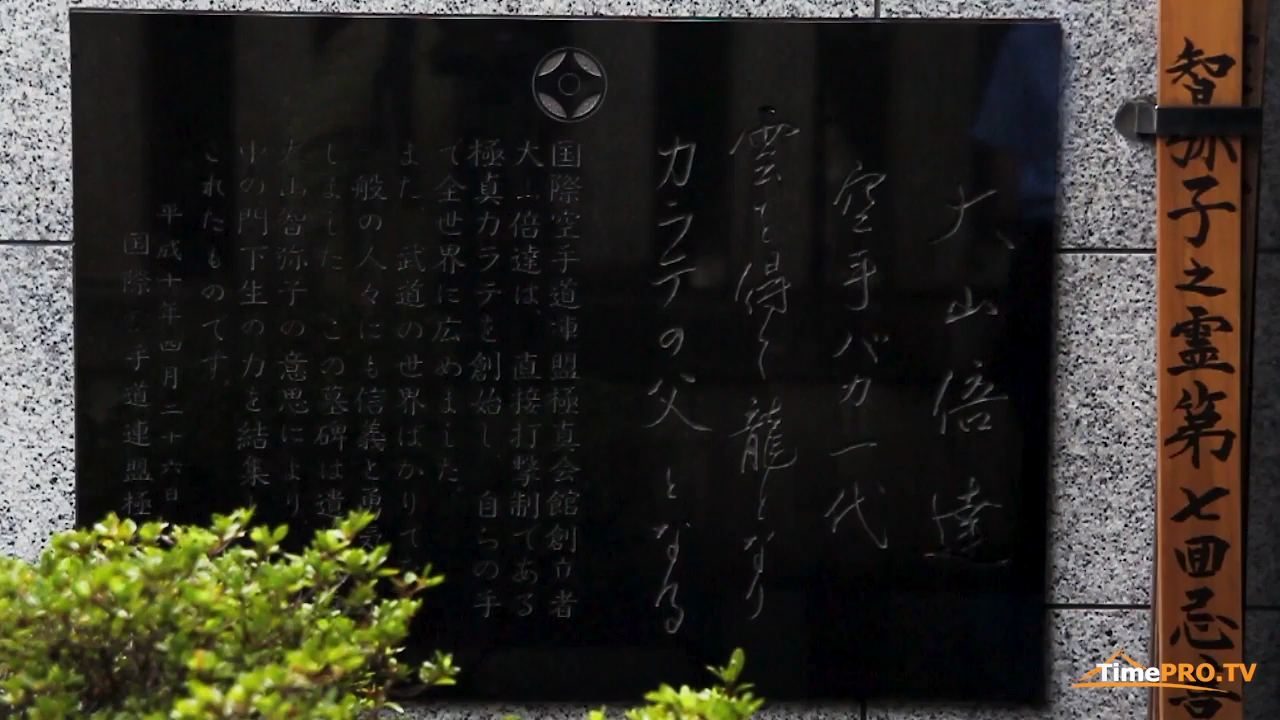 智弥子之霊第七回忌
大山倍達
空手バカ一代
雲を得て龍となり
カラテの父となる
国際空手道連盟極真会館創立者
大山倍達は、直接打撃制である
極真カラテを創始し、自らの手
で全世界に広めました。
また、武道の世界ばかりで
一般の人々にも信義と勇気
しました。この墓碑は遺
大山智弥子の意思により
中の門下生の力を結集
されたものです。
平成十年四月二十六日
国際空手道連盟極
TimePRO.TV